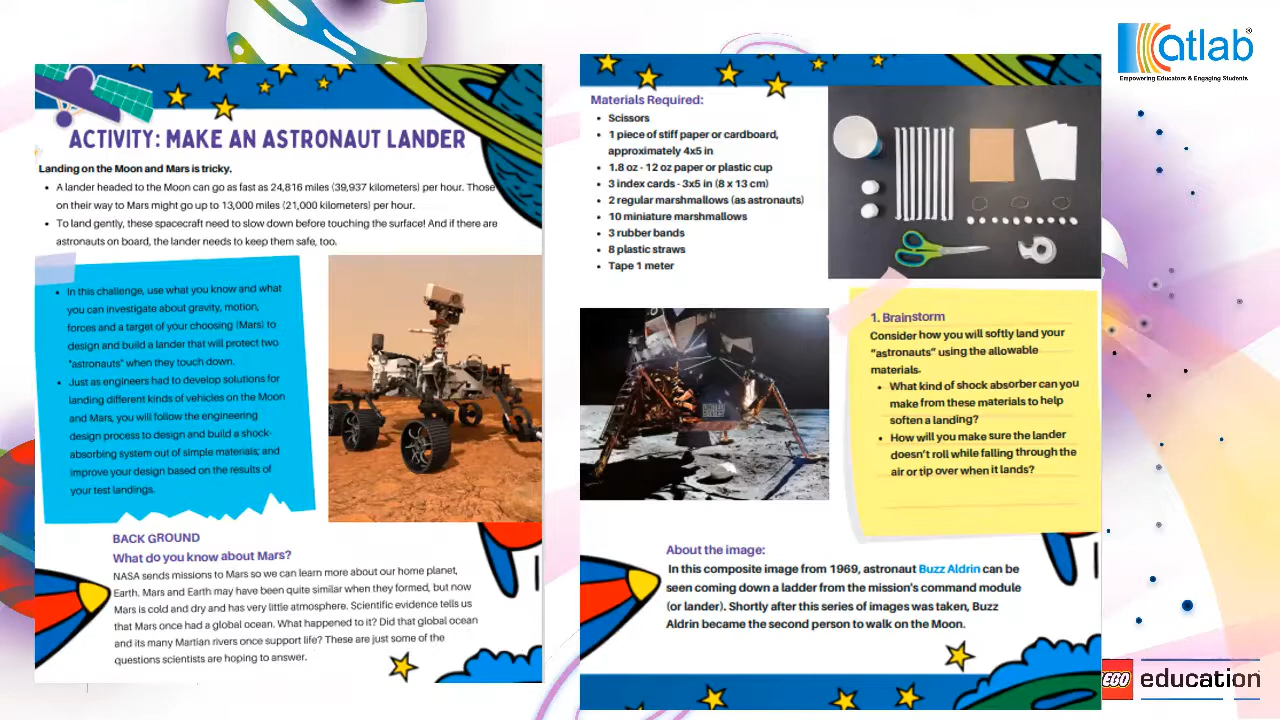 ACTIVITY: MAKE AN ASTRONAUT LANDER
Landing on the Moon and Mars is tricky.
• A lander headed to the Moon can go as fast as 24,816 miles (39,937 kilometers) per hour. Those
on their way to Mars might go up to 13,000 miles (21,000 kilometers) per hour.
• To land gently, these spacecraft need to slow down before touching the surface! And if there are
astronauts on board, the lander needs to keep them safe, too.
• In this challenge, use what you know and what
you can investigate about gravity, motion,
forces and a target of your choosing (Mars) to
design and build a lander that will protect two
"astronauts" when they touch down.
• Just as engineers had to develop solutions for
landing different kinds of vehicles on the Moon
and Mars, you will follow the engineering
design process to design and build a shock-
absorbing system out of simple materials; and
improve your design based on the results of
your test landings.
BACK GROUND
What do you know about Mars?
NASA sends missions to Mars so we can learn more about our home planet,
Earth. Mars and Earth may have been quite similar when they formed, but now
Mars is cold and dry and has very little atmosphere. Scientific evidence tells us
that Mars once had a global ocean. What happened to it? Did that global ocean
and its many Martian rivers once support life? These are just some of the
questions scientists are hoping to answer.
Materials Required:
• Scissors
• 1 piece of stiff paper or cardboard,
approximately 4x5 in
• 1.8 oz - 12 oz paper or plastic cup
• 3 index cards - 3x5 in (8 x 13 cm)
• 2 regular marshmallows (as astronauts)
• 10 miniature marshmallows
• 3 rubber bands
• 8 plastic straws
• Tape 1 meter
1. Brainstorm
Consider how you will softly land your
"astronauts" using the allowable
materials.
• What kind of shock absorber can you
make from these materials to help
soften a landing?
• How will you make sure the lander
doesn't roll while falling through the
air or tip over when it lands?
About the image:
In this composite image from 1969, astronaut Buzz Aldrin can be
seen coming down a ladder from the mission's command module
(or lander). Shortly after this series of images was taken, Buzz
Aldrin became the second person to walk on the Moon.
atlab®
Empowering Educators & Engaging Students
LEGO education